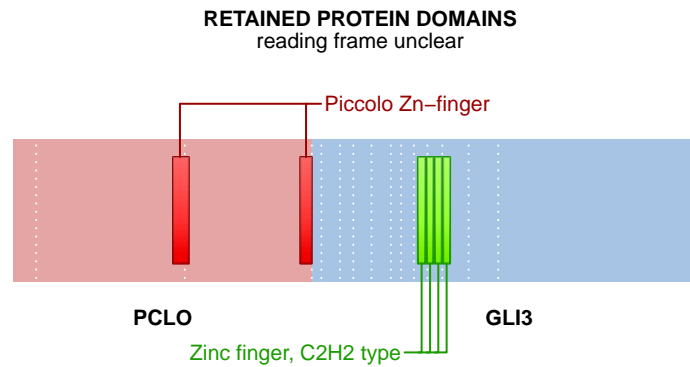 RETAINED PROTEIN DOMAINS
reading frame unclear
Piccolo Zn−finger
PCLO
GLI3
Zinc finger, C2H2 type